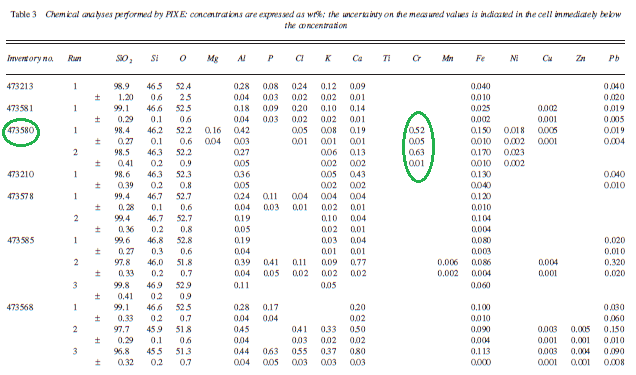 Table 3 Chemical analyses performed by PIXE: concentrations are expressed as wt%; the uncertainty on the measured values is indicated in the cell immediately below
the concentration
Inventory no. Run SiO2 Si O Mg Al P Cl K Ca Ti Cr Mn Fe Ni Cu Zn Pb
473213 1 98.9 46.5 52.4 0.28 0.08 0.24 0.12 0.09 0.040 0.040
± 1.20 0.6 2.5 0.04 0.03 0.02 0.02 0.02 0.010 0.020
473581 1 99.1 46.6 52.5 0.18 0.09 0.20 0.10 0.14 0.025 0.002 0.019
± 0.29 0.1 0.6 0.04 0.03 0.02 0.02 0.01 0.002 0.001 0.005
473580 1 98.4 46.2 52.2 0.16 0.42 0.05 0.08 0.19 0.52 0.150 0.018 0.005 0.019
± 0.27 0.1 0.6 0.04 0.03 0.01 0.01 0.01 0.05 0.010 0.002 0.001 0.004
2 98.5 46.3 52.2 0.27 0.06 0.13 0.63 0.170 0.023
± 0.41 0.2 0.9 0.05 0.02 0.02 0.01 0.010 0.002
473210 1 98.6 46.3 52.3 0.36 0.05 0.43 0.130 0.040
± 0.39 0.2 0.8 0.05 0.02 0.02 0.040 0.010
473578 1 99.4 46.7 52.7 0.24 0.11 0.04 0.04 0.04 0.120
± 0.28 0.1 0.6 0.04 0.03 0.01 0.02 0.01 0.010
2 99.4 46.7 52.7 0.19 0.10 0.04 0.104
± 0.36 0.2 0.8 0.05 0.02 0.01 0.004
473585 1 99.6 46.8 52.8 0.19 0.03 0.04 0.080 0.020
± 0.27 0.3 0.6 0.04 0.01 0.01 0.003 0.010
2 97.8 46.0 51.8 0.39 0.41 0.11 0.09 0.77 0.006 0.086 0.004 0.320
± 0.33 0.2 0.7 0.04 0.05 0.02 0.02 0.02 0.002 0.004 0.001 0.020
3 99.8 46.9 52.9 0.11 0.05 0.060
± 0.41 0.2 0.9
473568 1 99.1 46.6 52.5 0.28 0.17 0.20 0.100 0.030
± 0.33 0.2 0.7 0.04 0.04 0.02 0.010 0.060
2 97.7 45.9 51.8 0.45 0.41 0.33 0.50 0.090 0.003 0.005 0.150
± 0.29 0.1 0.6 0.04 0.03 0.02 0.02 0.004 0.001 0.001 0.010
3 96.8 45.5 51.3 0.44 0.63 0.55 0.37 0.80 0.113 0.003 0.004 0.090
± 0.32 0.2 0.7 0.04 0.05 0.03 0.03 0.03 0.005 0.001 0.001 0.008